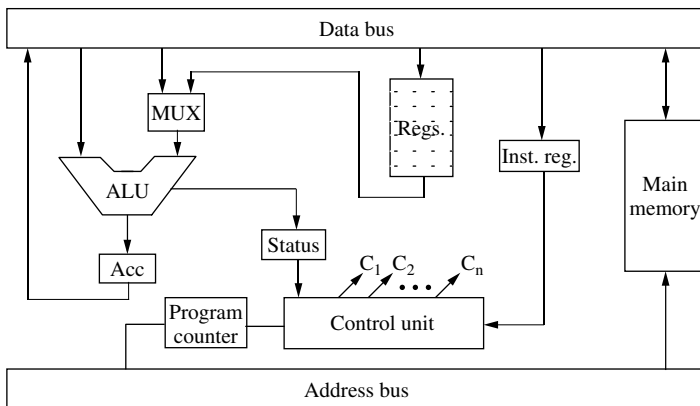 Data bus
MUX
Regs.
Inst. reg.
ALU
Main
memory
Status
Acc
C1 C2 ••• Cn
Program
counter
Control unit
Address bus